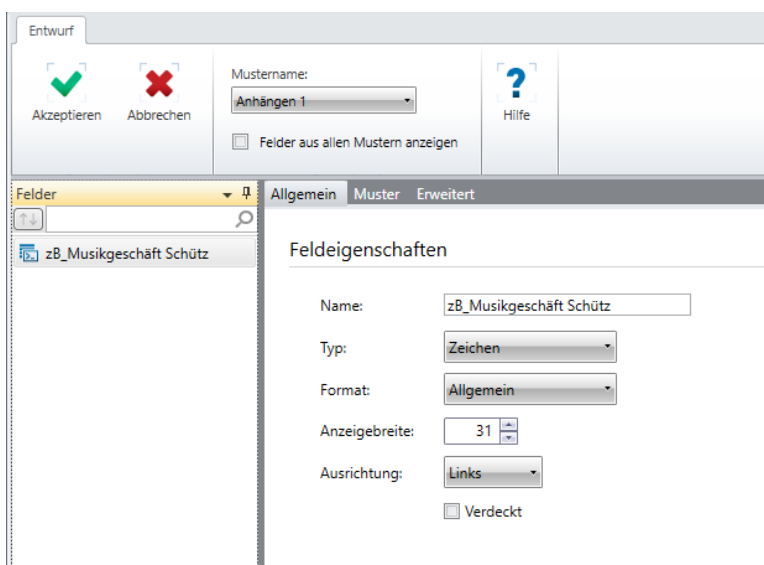 Entwurf
Akzeptieren
Abbrechen
Mustername:
Anhängen 1
Felder aus allen Mustern anzeigen
?
Hilfe
Felder
zB_Musikgeschäft Schütz
Allgemein Muster Erweitert
Feldeigenschaften
Name: zB_Musikgeschäft Schütz
Typ: Zeichen
Format: Allgemein
Anzeigebreite: 31
Ausrichtung: Links
Verdeckt